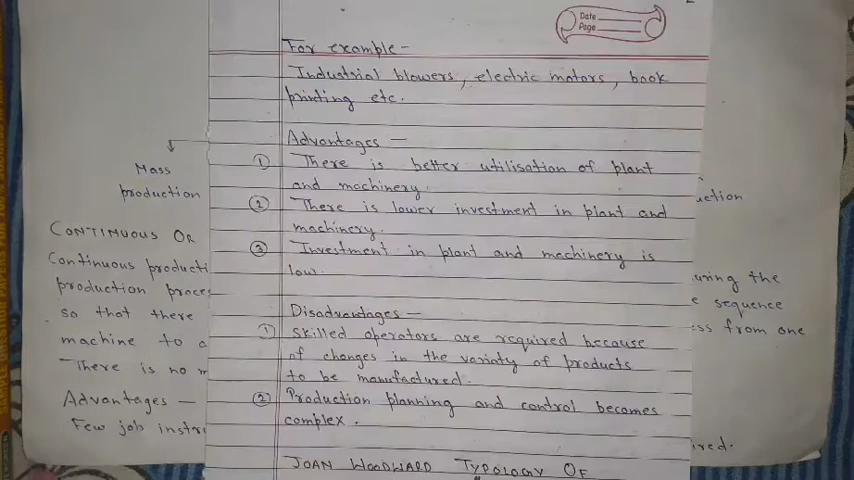 Date
Page
For example-
Industrial blowers, electric motors, book
printing etc.
Advantages —
① There is better utilisation of plant
and machinery.
② There is lower investment in plant and
machinery.
③ Investment in plant and machinery is
low.
Disadvantages —
① Skilled operators are required because
of changes in the variaty of products
to be manufactured.
② Production planning and control becomes
complex.
JOAN WOODWARD TYPOLOGY OF
Mass
production
CONTINUOUS OR
Continuous producti
production proces
so that there
machine to a
There is no m
Advantages —
Few job instr
uction
uring the
e sequence
ss from one
red.